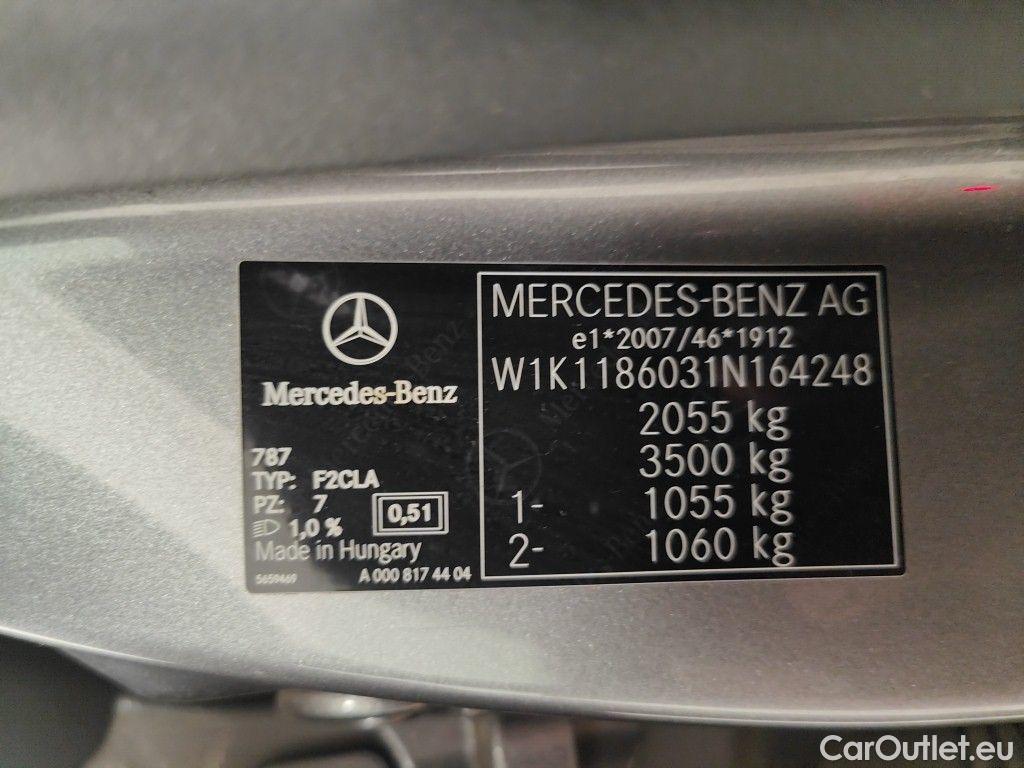 Mercedes-Benz
787
TYP: F2CLA
PZ: 7
1,0 %
0,51
Made in Hungary
5659469
A 000 817 44 04
MERCEDES-BENZ AG
e1*2007/46*1912
W1K1186031N164248
2055 kg
3500 kg
1- 1055 kg
2- 1060 kg
CarOutlet.eu